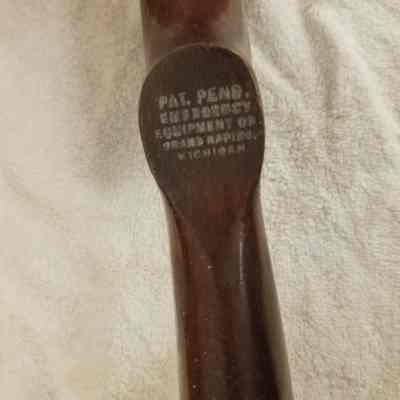 PAT. PEND.
EMERGENCY
EQUIPMENT CO.
GRAND RAPIDS,
MICHIGAN